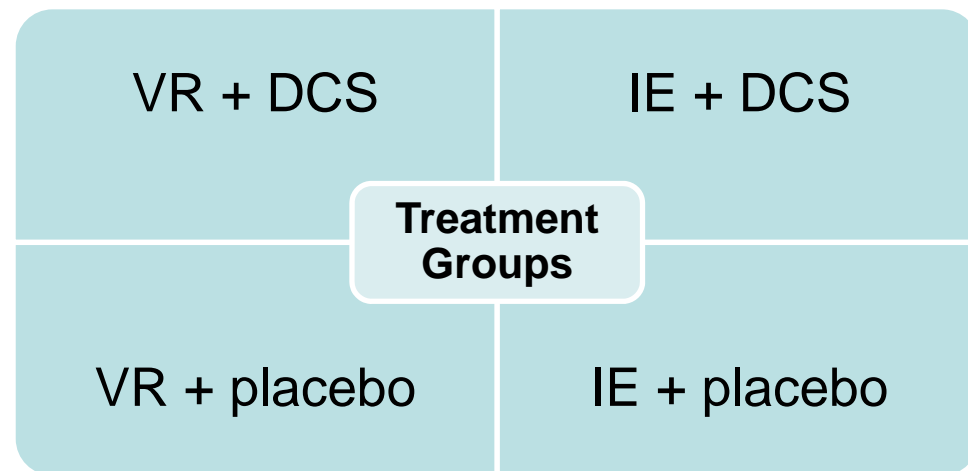 VR + DCS
IE + DCS
Treatment
Groups
VR + placebo
IE + placebo